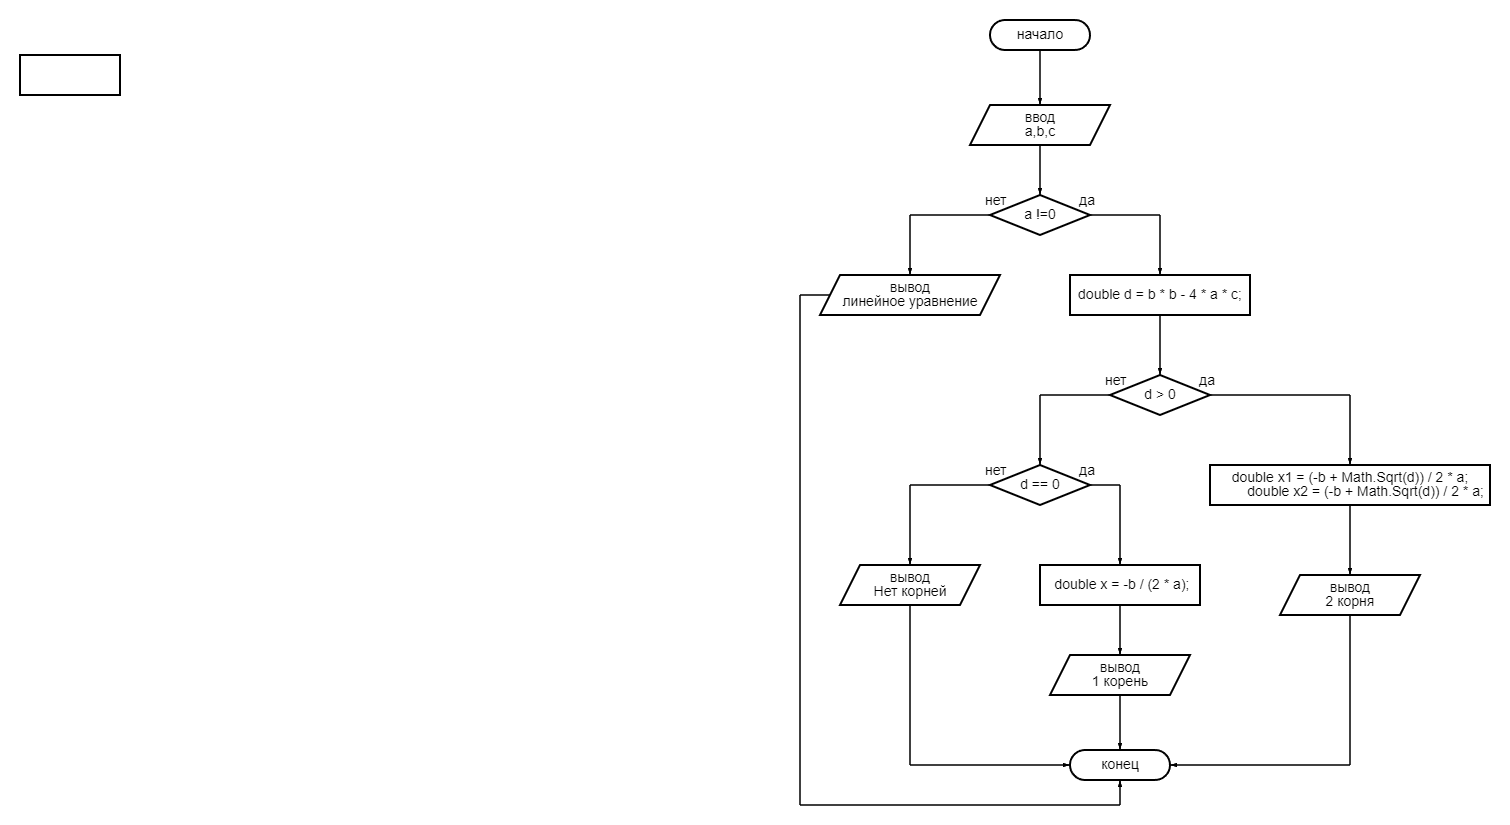 начало
ввод
a,b,c
нет
да
a !=0
вывод
линейное уравнение
double d = b * b - 4 * a * c;
нет
да
d > 0
нет
да
d == 0
double x1 = (-b + Math.Sqrt(d)) / 2 * a;
double x2 = (-b + Math.Sqrt(d)) / 2 * a;
вывод
Нет корней
double x = -b / (2 * a);
вывод
2 корня
вывод
1 корень
конец